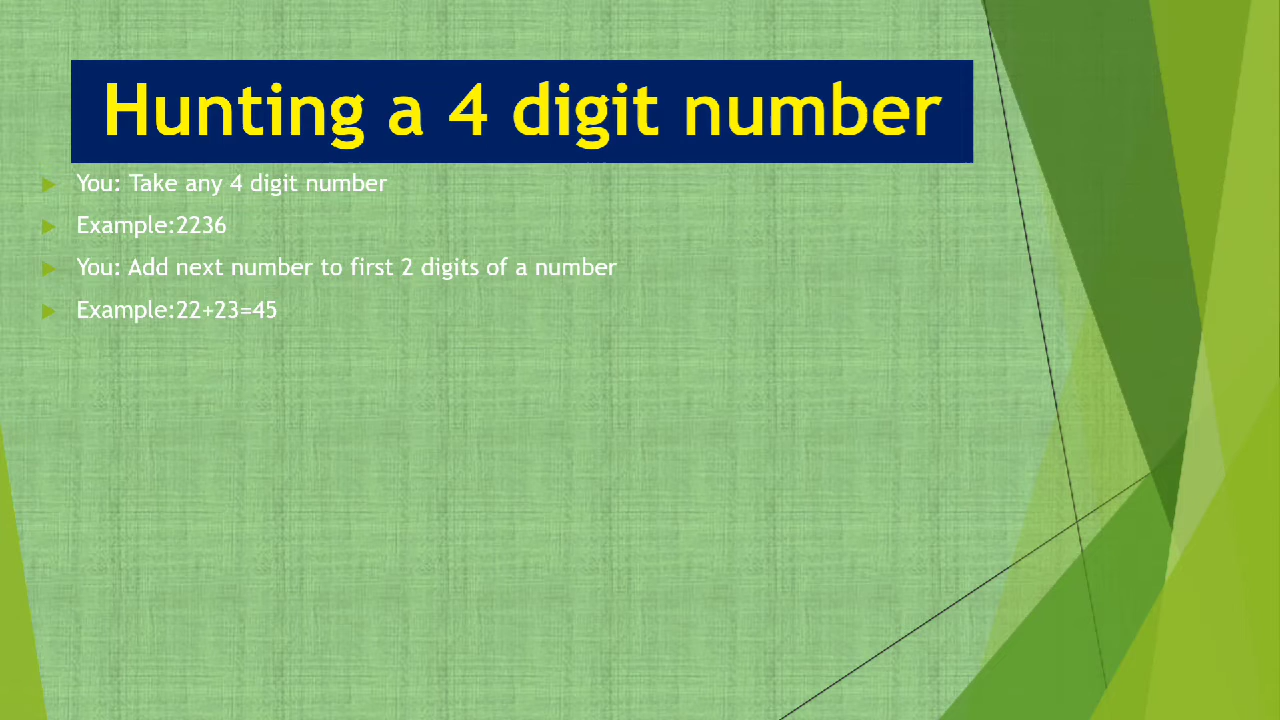 Hunting a 4 digit number
You: Take any 4 digit number
Example:2236
You: Add next number to first 2 digits of a number
Example:22+23=45